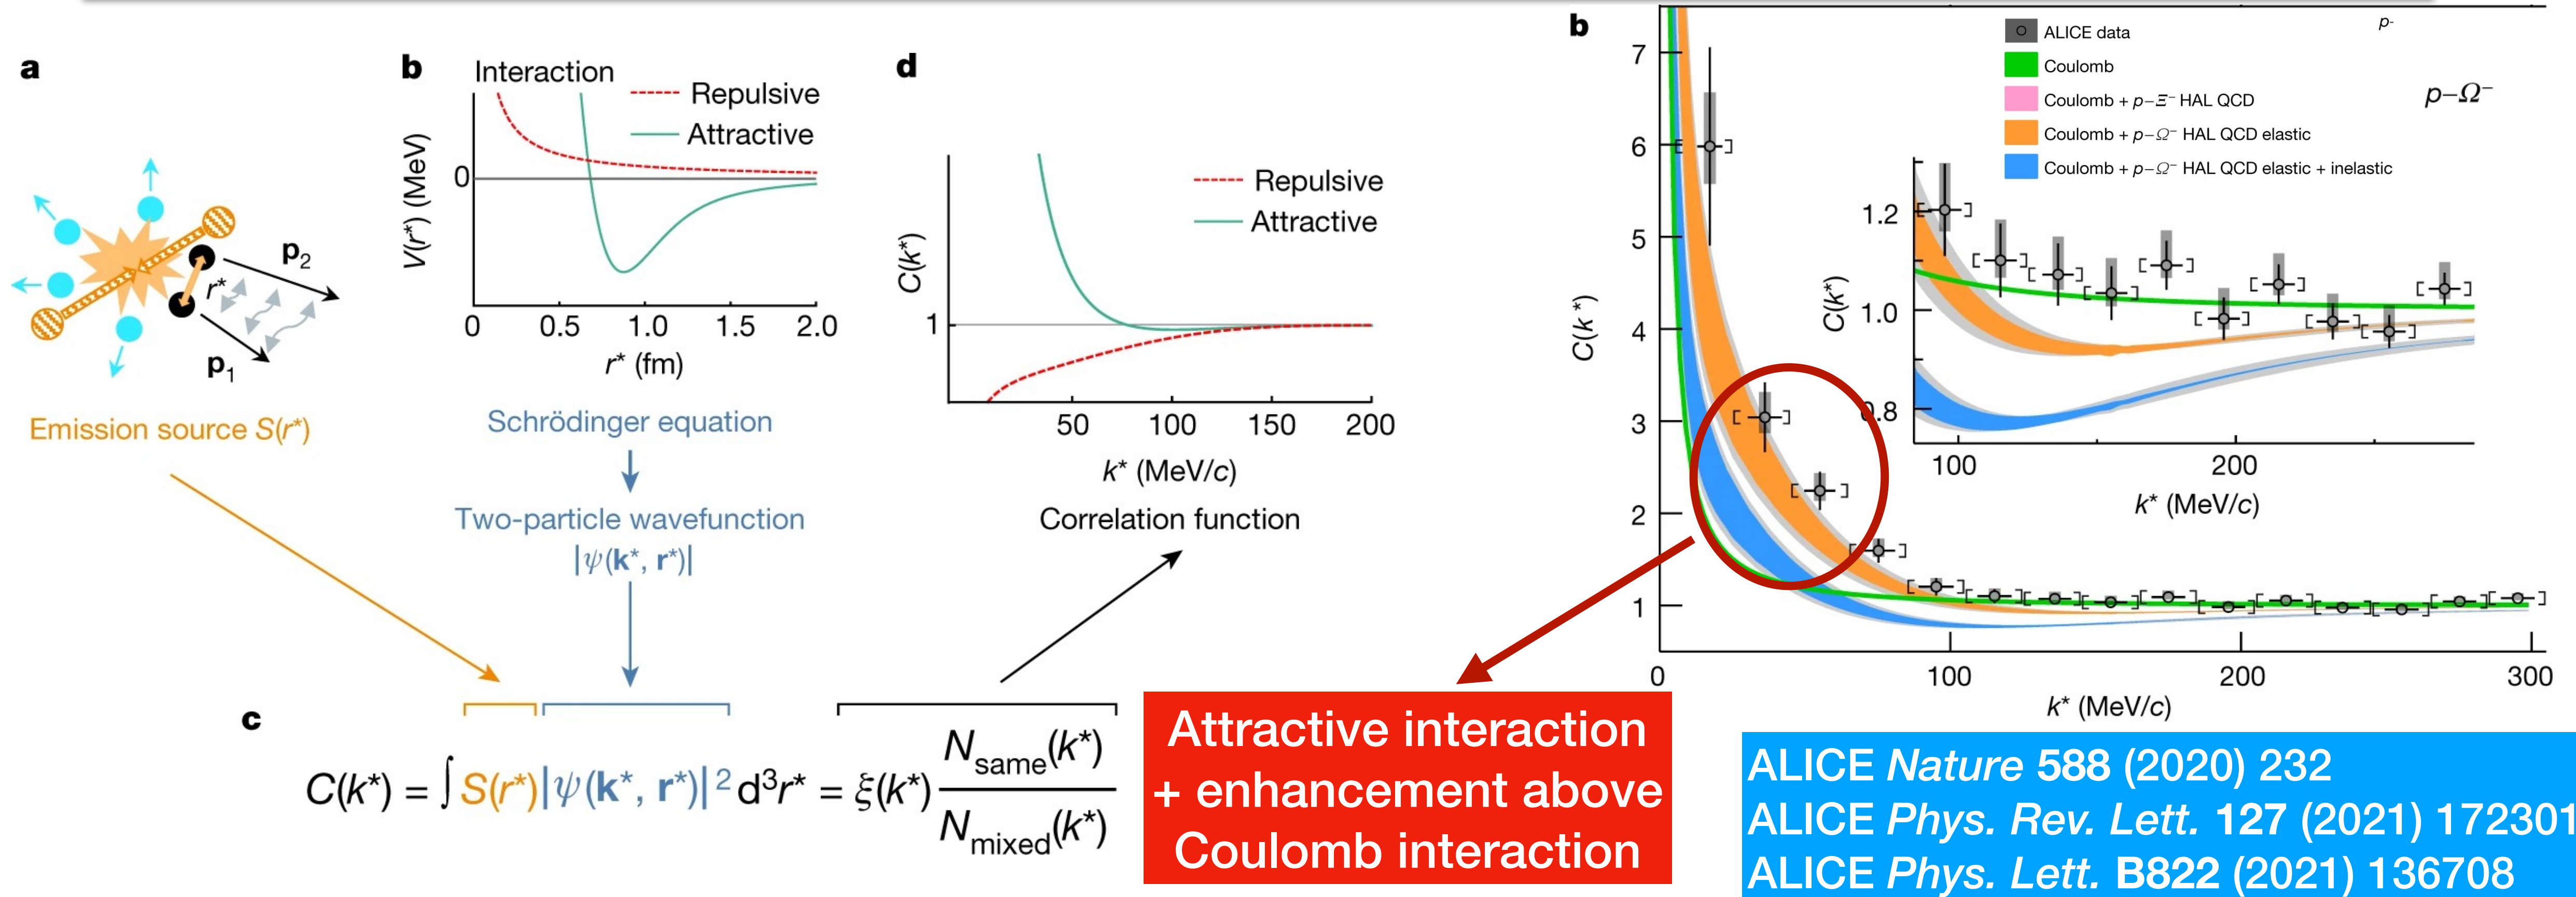 a
p₂
r*
p₁
Emission source S(r*)
b
Interaction
Repulsive
Attractive
V(r*) (MeV)
0
0 0.5 1.0 1.5 2.0
r* (fm)
Schrödinger equation
Two-particle wavefunction
|ψ(k*, r*)|
d
Repulsive
Attractive
C(k*)
1
50 100 150 200
k* (MeV/c)
Correlation function
c
C(k*) = ∫ S(r*)|ψ(k*, r*)|² d³r* = ξ(k*) N_same(k*) / N_mixed(k*)
b
ALICE data
Coulomb
Coulomb + p–Ξ⁻ HAL QCD
Coulomb + p–Ω⁻ HAL QCD elastic
Coulomb + p–Ω⁻ HAL QCD elastic + inelastic
p-
p–Ω⁻
C(k*)
7
6
5
4
3
2
1
0 100 200 300
k* (MeV/c)
C(k*)
1.2
1.0
0.8
100 200
k* (MeV/c)
Attractive interaction
+ enhancement above
Coulomb interaction
ALICE Nature 588 (2020) 232
ALICE Phys. Rev. Lett. 127 (2021) 172301
ALICE Phys. Lett. B822 (2021) 136708